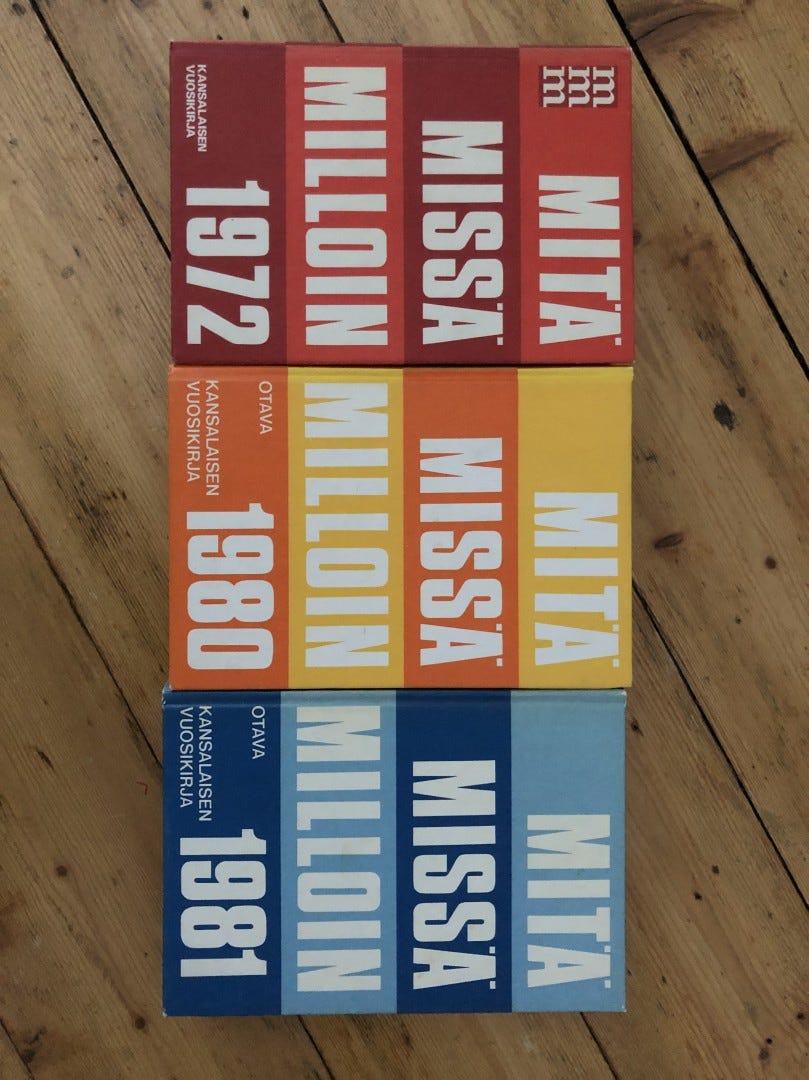 mmm
MITÄ
MISSÄ
MILLOIN
KANSALAISEN
VUOSIKIRJA
1972
MITÄ
MISSÄ
MILLOIN
OTAVA
KANSALAISEN
VUOSIKIRJA
1980
MITÄ
MISSÄ
MILLOIN
OTAVA
KANSALAISEN
VUOSIKIRJA
1981